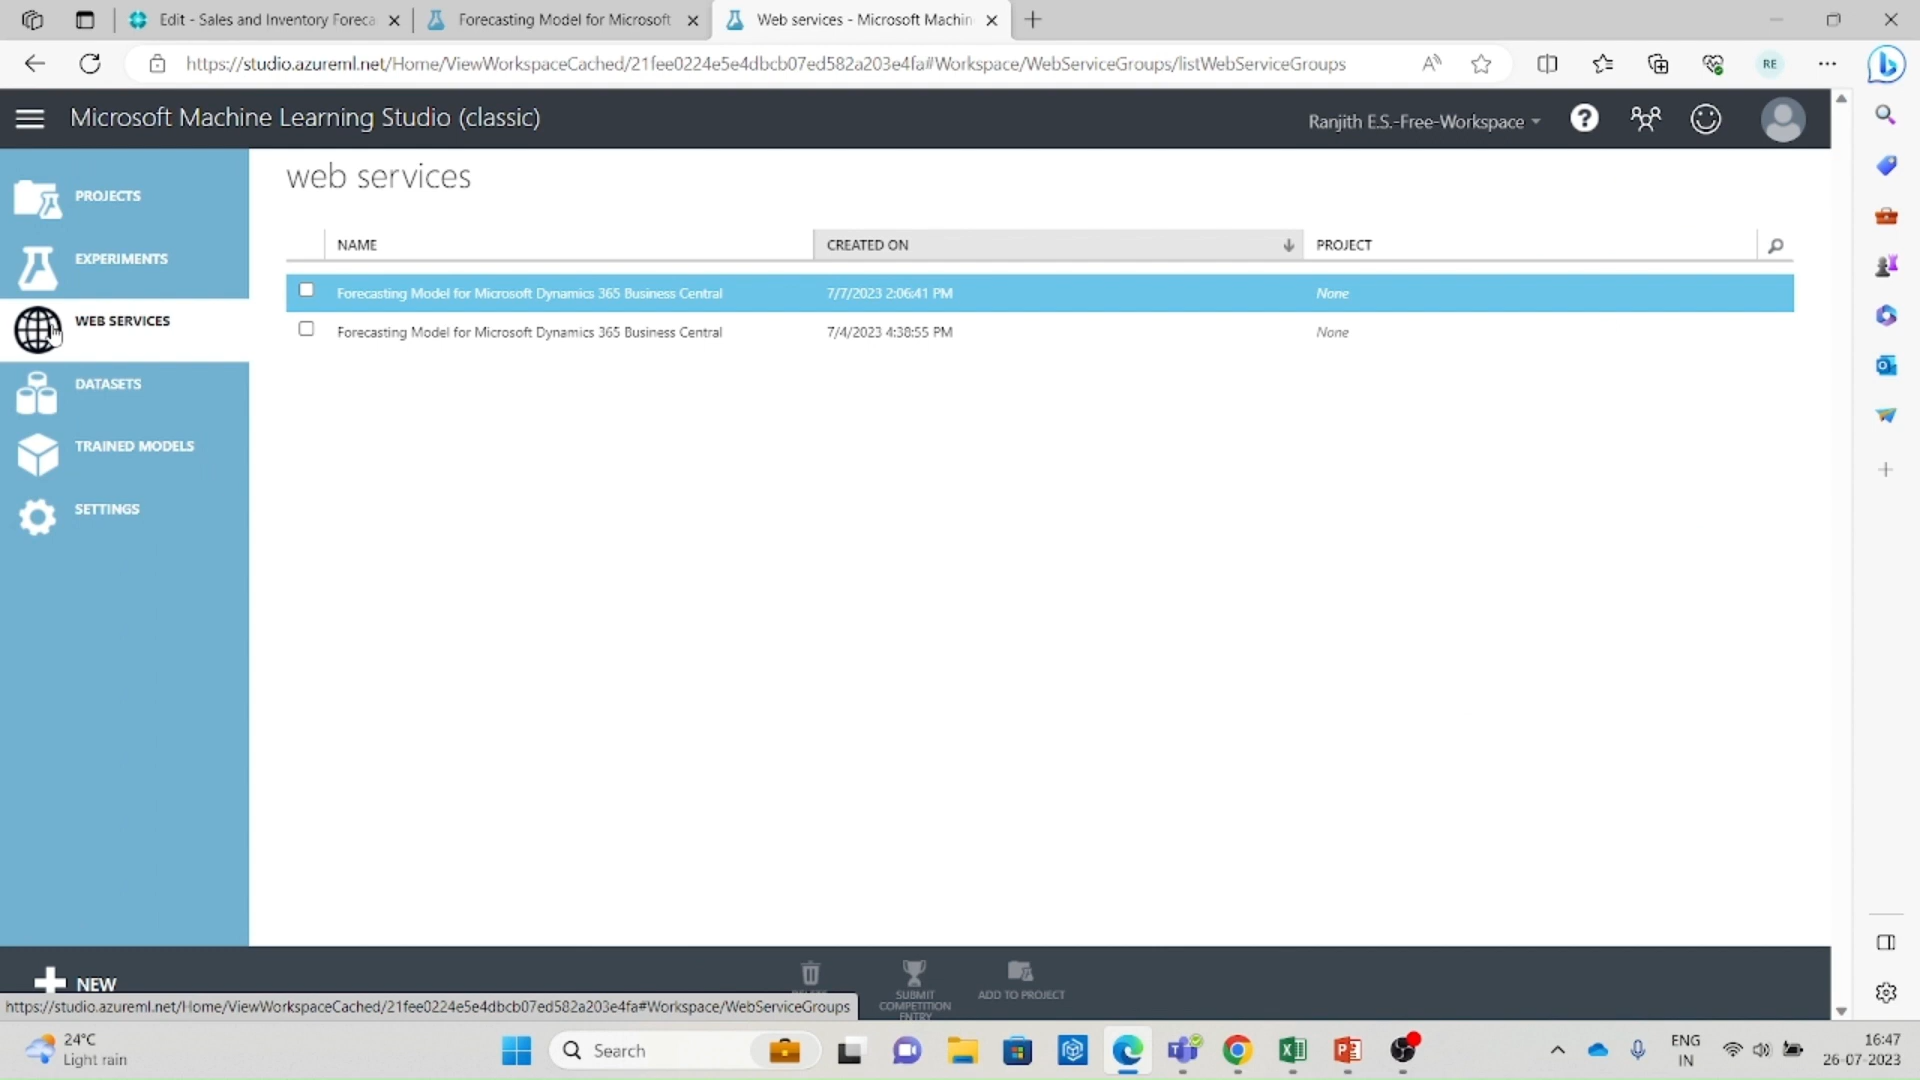 Edit - Sales and Inventory Foreca
Forecasting Model for Microsoft
Web services - Microsoft Machin
https://studio.azureml.net/Home/ViewWorkspaceCached/21fee0224e5e4dbcb07ed582a203e4fa#Workspace/WebServiceGroups/listWebServiceGroups
RE
Microsoft Machine Learning Studio (classic)
Ranjith E.S.-Free-Workspace
PROJECTS
EXPERIMENTS
WEB SERVICES
DATASETS
TRAINED MODELS
SETTINGS
web services
NAME CREATED ON PROJECT
Forecasting Model for Microsoft Dynamics 365 Business Central 7/7/2023 2:06:41 PM None
Forecasting Model for Microsoft Dynamics 365 Business Central 7/4/2023 4:38:55 PM None
NEW
SUBMIT
COMPETITION
ENTRY
ADD TO PROJECT
https://studio.azureml.net/Home/ViewWorkspaceCached/21fee0224e5e4dbcb07ed582a203e4fa#Workspace/WebServiceGroups
24°C
Light rain
Search
ENG
IN
16:47
26-07-2023